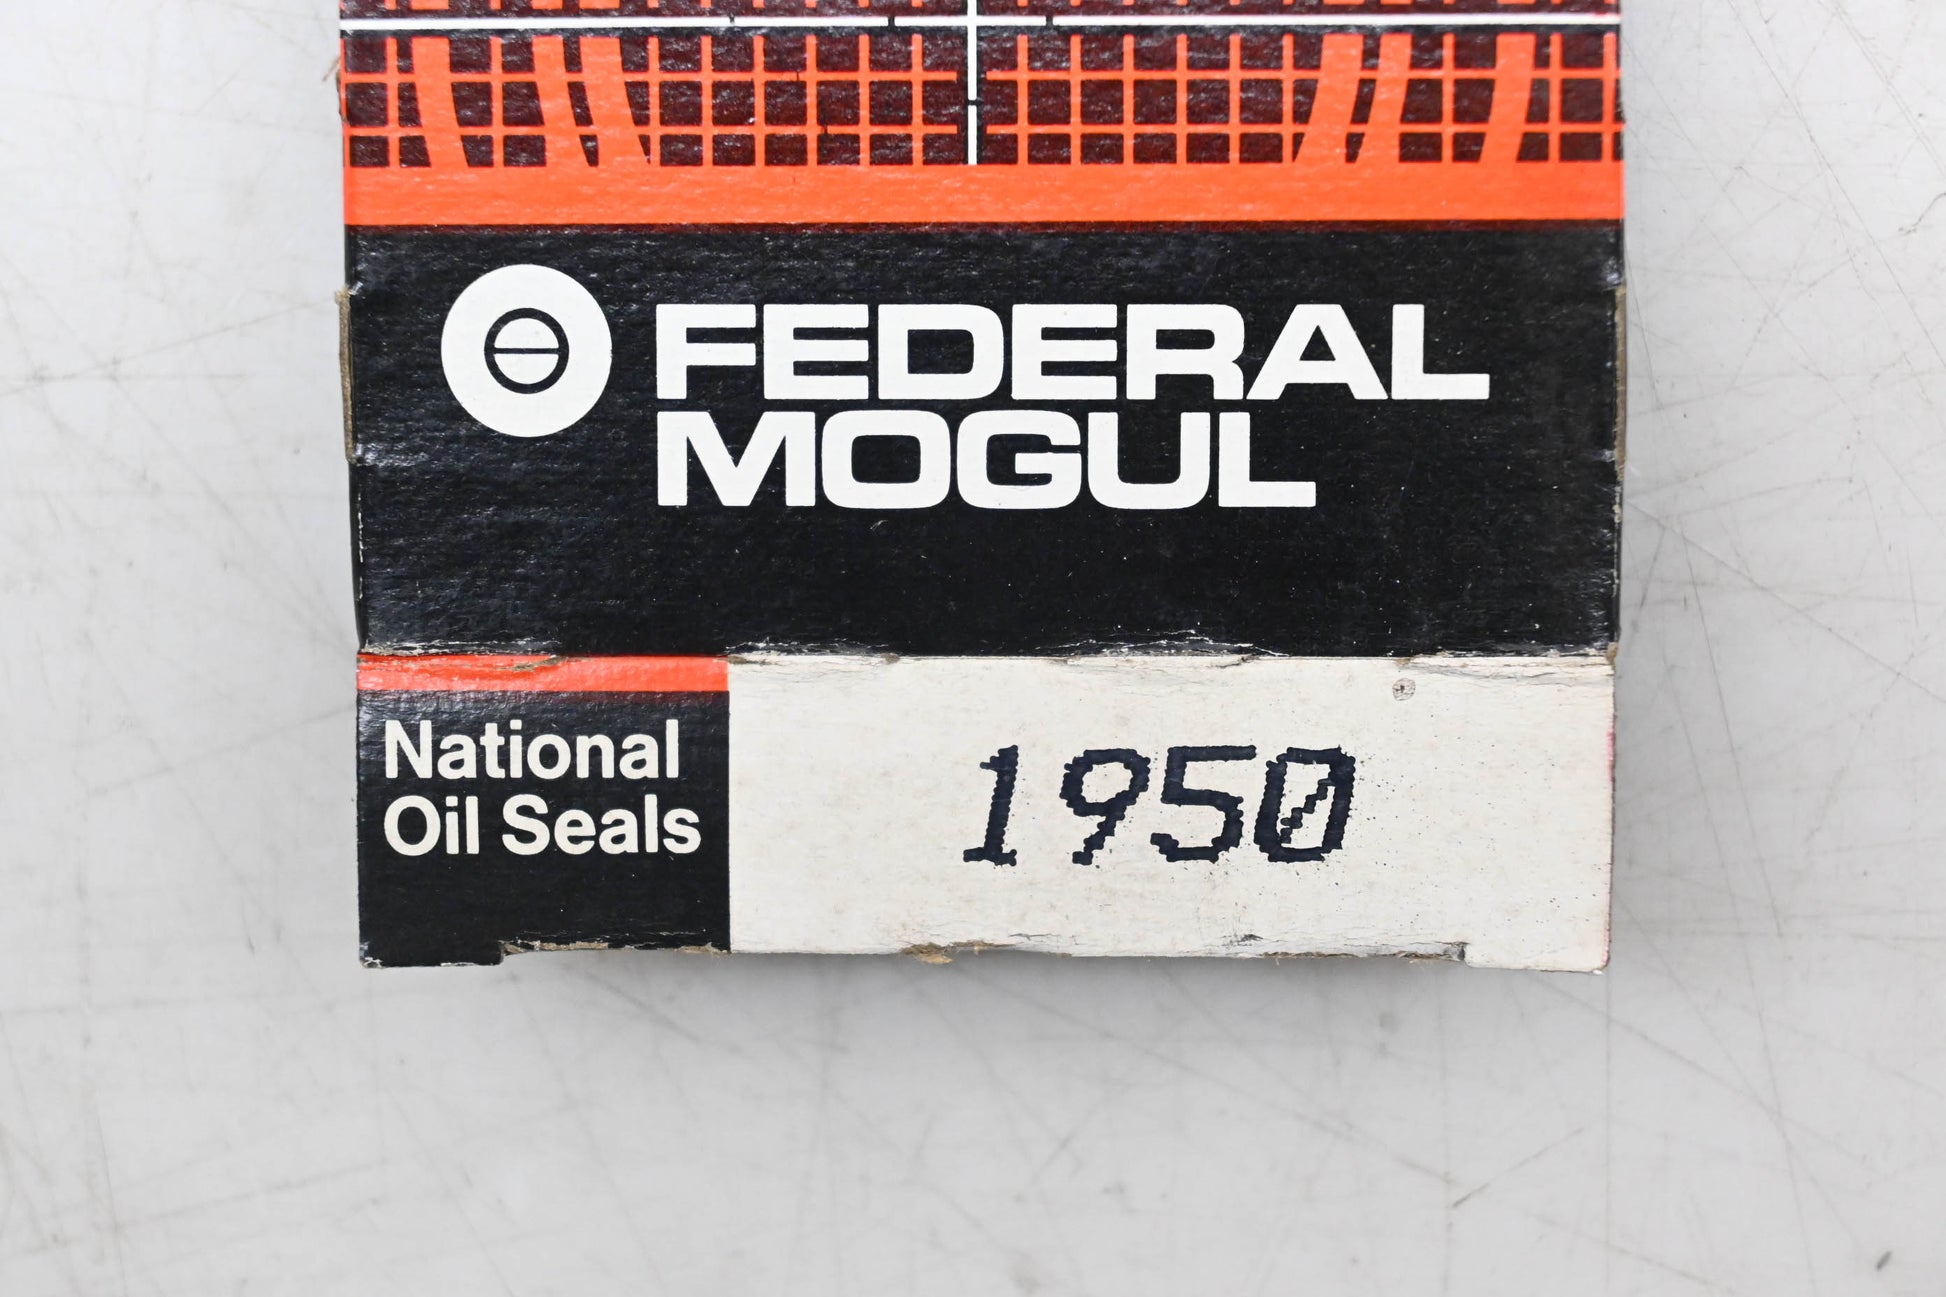 FEDERAL
MOGUL
National
Oil Seals
1950